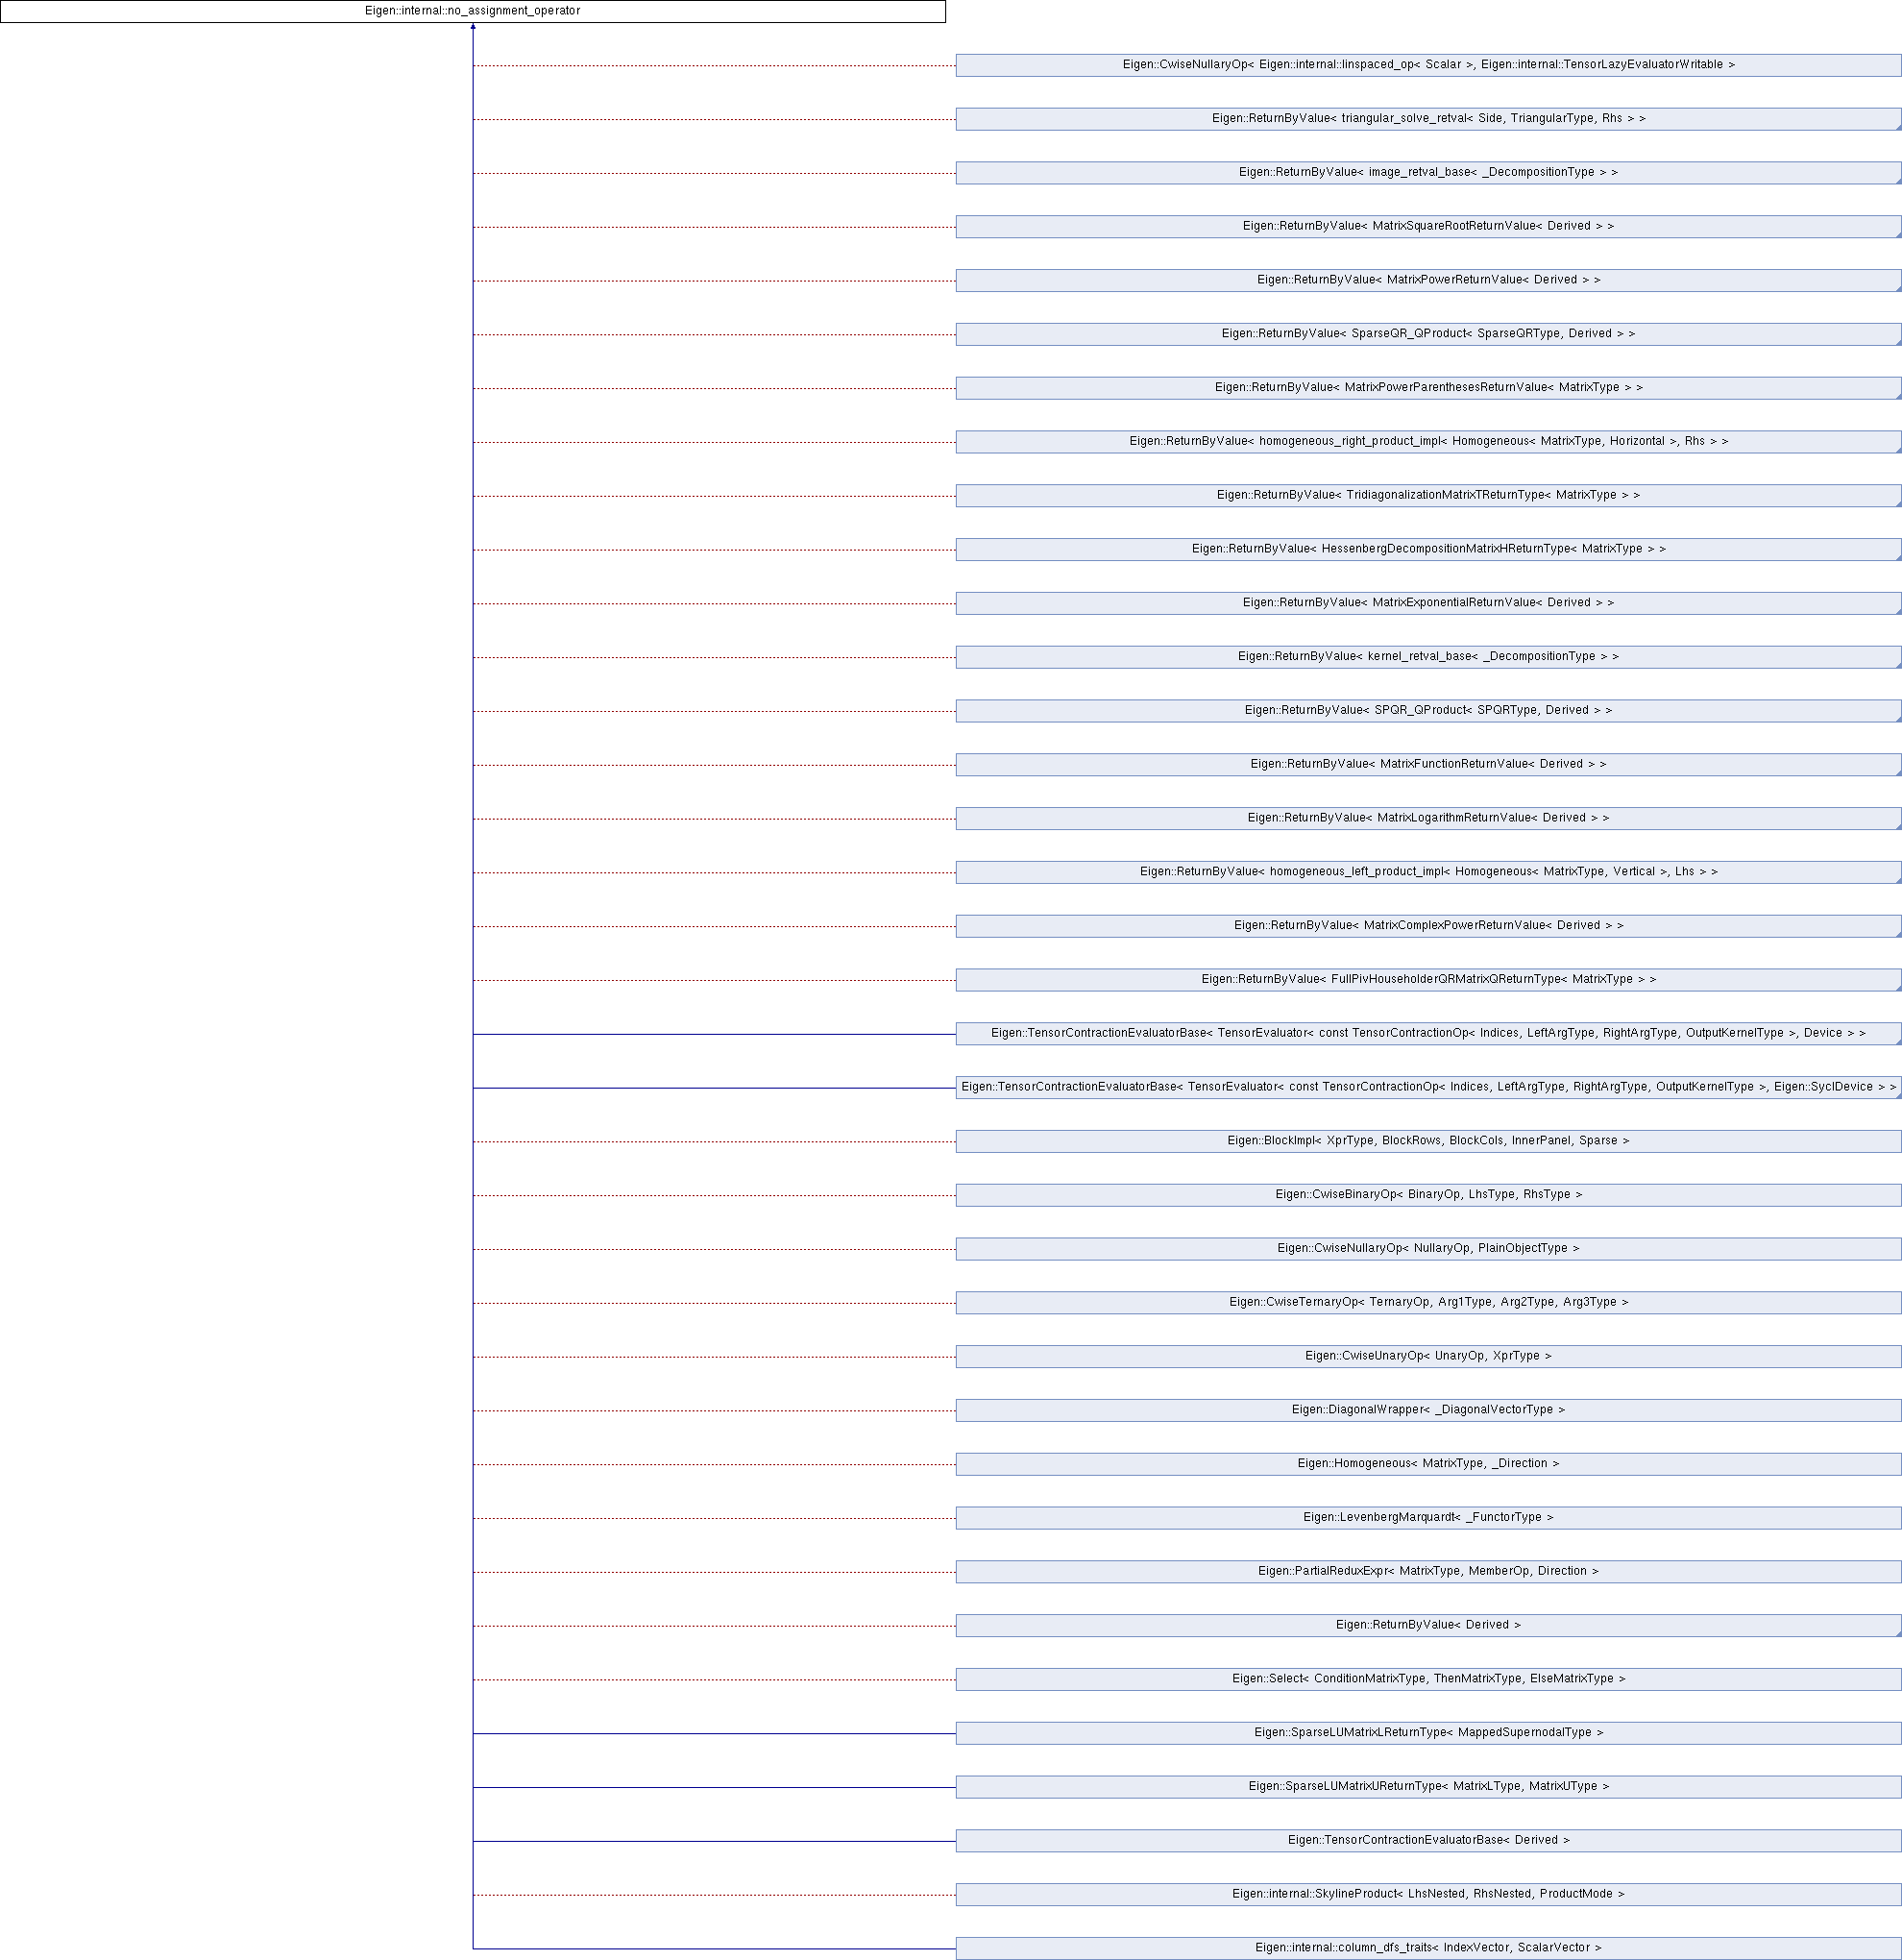 Eigen::internal::no_assignment_operator
Eigen::CwiseNullaryOp< Eigen::internal::linspaced_op< Scalar >, Eigen::internal::TensorLazyEvaluatorWritable >
Eigen::ReturnByValue< triangular_solve_retval< Side, TriangularType, Rhs > >
Eigen::ReturnByValue< image_retval_base< _DecompositionType > >
Eigen::ReturnByValue< MatrixSquareRootReturnValue< Derived > >
Eigen::ReturnByValue< MatrixPowerReturnValue< Derived > >
Eigen::ReturnByValue< SparseQR_QProduct< SparseQRType, Derived > >
Eigen::ReturnByValue< MatrixPowerParenthesesReturnValue< MatrixType > >
Eigen::ReturnByValue< homogeneous_right_product_impl< Homogeneous< MatrixType, Horizontal >, Rhs > >
Eigen::ReturnByValue< TridiagonalizationMatrixTReturnType< MatrixType > >
Eigen::ReturnByValue< HessenbergDecompositionMatrixHReturnType< MatrixType > >
Eigen::ReturnByValue< MatrixExponentialReturnValue< Derived > >
Eigen::ReturnByValue< kernel_retval_base< _DecompositionType > >
Eigen::ReturnByValue< SPQR_QProduct< SPQRType, Derived > >
Eigen::ReturnByValue< MatrixFunctionReturnValue< Derived > >
Eigen::ReturnByValue< MatrixLogarithmReturnValue< Derived > >
Eigen::ReturnByValue< homogeneous_left_product_impl< Homogeneous< MatrixType, Vertical >, Lhs > >
Eigen::ReturnByValue< MatrixComplexPowerReturnValue< Derived > >
Eigen::ReturnByValue< FullPivHouseholderQRMatrixQReturnType< MatrixType > >
Eigen::TensorContractionEvaluatorBase< TensorEvaluator< const TensorContractionOp< Indices, LeftArgType, RightArgType, OutputKernelType >, Device > >
Eigen::TensorContractionEvaluatorBase< TensorEvaluator< const TensorContractionOp< Indices, LeftArgType, RightArgType, OutputKernelType >, Eigen::SyclDevice > >
Eigen::BlockImpl< XprType, BlockRows, BlockCols, InnerPanel, Sparse >
Eigen::CwiseBinaryOp< BinaryOp, LhsType, RhsType >
Eigen::CwiseNullaryOp< NullaryOp, PlainObjectType >
Eigen::CwiseTernaryOp< TernaryOp, Arg1Type, Arg2Type, Arg3Type >
Eigen::CwiseUnaryOp< UnaryOp, XprType >
Eigen::DiagonalWrapper< _DiagonalVectorType >
Eigen::Homogeneous< MatrixType, _Direction >
Eigen::LevenbergMarquardt< _FunctorType >
Eigen::PartialReduxExpr< MatrixType, MemberOp, Direction >
Eigen::ReturnByValue< Derived >
Eigen::Select< ConditionMatrixType, ThenMatrixType, ElseMatrixType >
Eigen::SparseLUMatrixLReturnType< MappedSupernodalType >
Eigen::SparseLUMatrixUReturnType< MatrixLType, MatrixUType >
Eigen::TensorContractionEvaluatorBase< Derived >
Eigen::internal::SkylineProduct< LhsNested, RhsNested, ProductMode >
Eigen::internal::column_dfs_traits< IndexVector, ScalarVector >